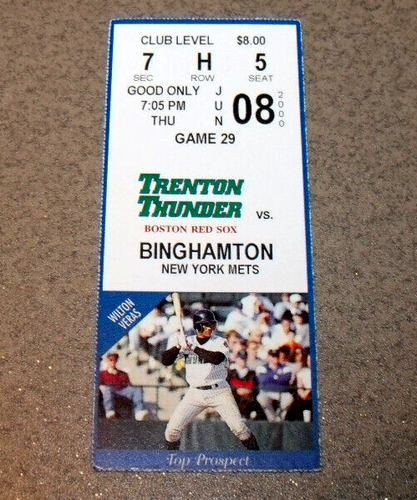 CLUB LEVEL $8.00
7 H 5
SEC ROW SEAT
GOOD ONLY JUN 08 2000
7:05 PM
THU
GAME 29
TRENTON
THUNDER VS.
BOSTON RED SOX
BINGHAMTON
NEW YORK METS
WILTON
VERAS
Top Prospect